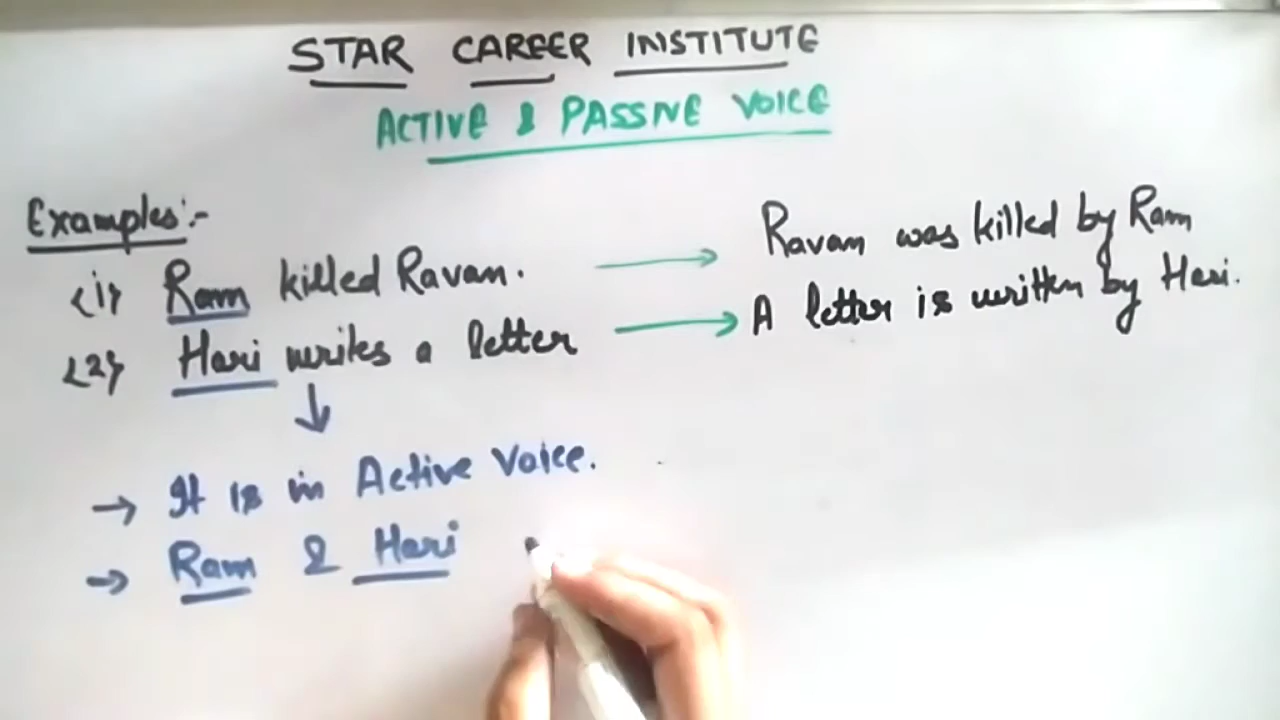 STAR CAREER INSTITUTE
ACTIVE & PASSIVE VOICE
Examples:-
<1> Ram killed Ravan. → Ravan was killed by Ram
<2> Hari writes a letter → A letter is written by Hari.
↓
→ It is in Active Voice.
→ Ram & Hari